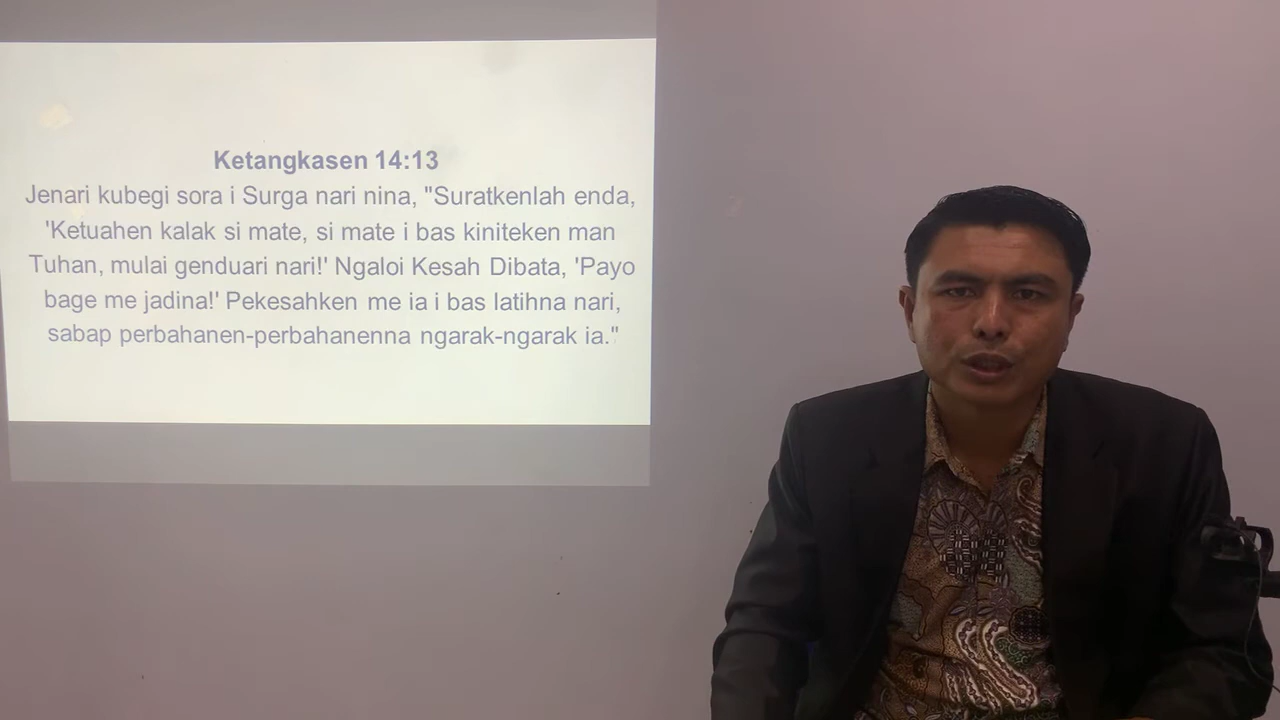 Ketangkasen 14:13
Jenari kubegi sora i Surga nari nina, "Suratkenlah enda,
'Ketuahen kalak si mate, si mate i bas kiniteken man
Tuhan, mulai genduari nari!' Ngaloi Kesah Dibata, 'Payo
bage me jadina!' Pekesahken me ia i bas latihna nari,
sabap perbahanen-perbahanenna ngarak-ngarak ia."